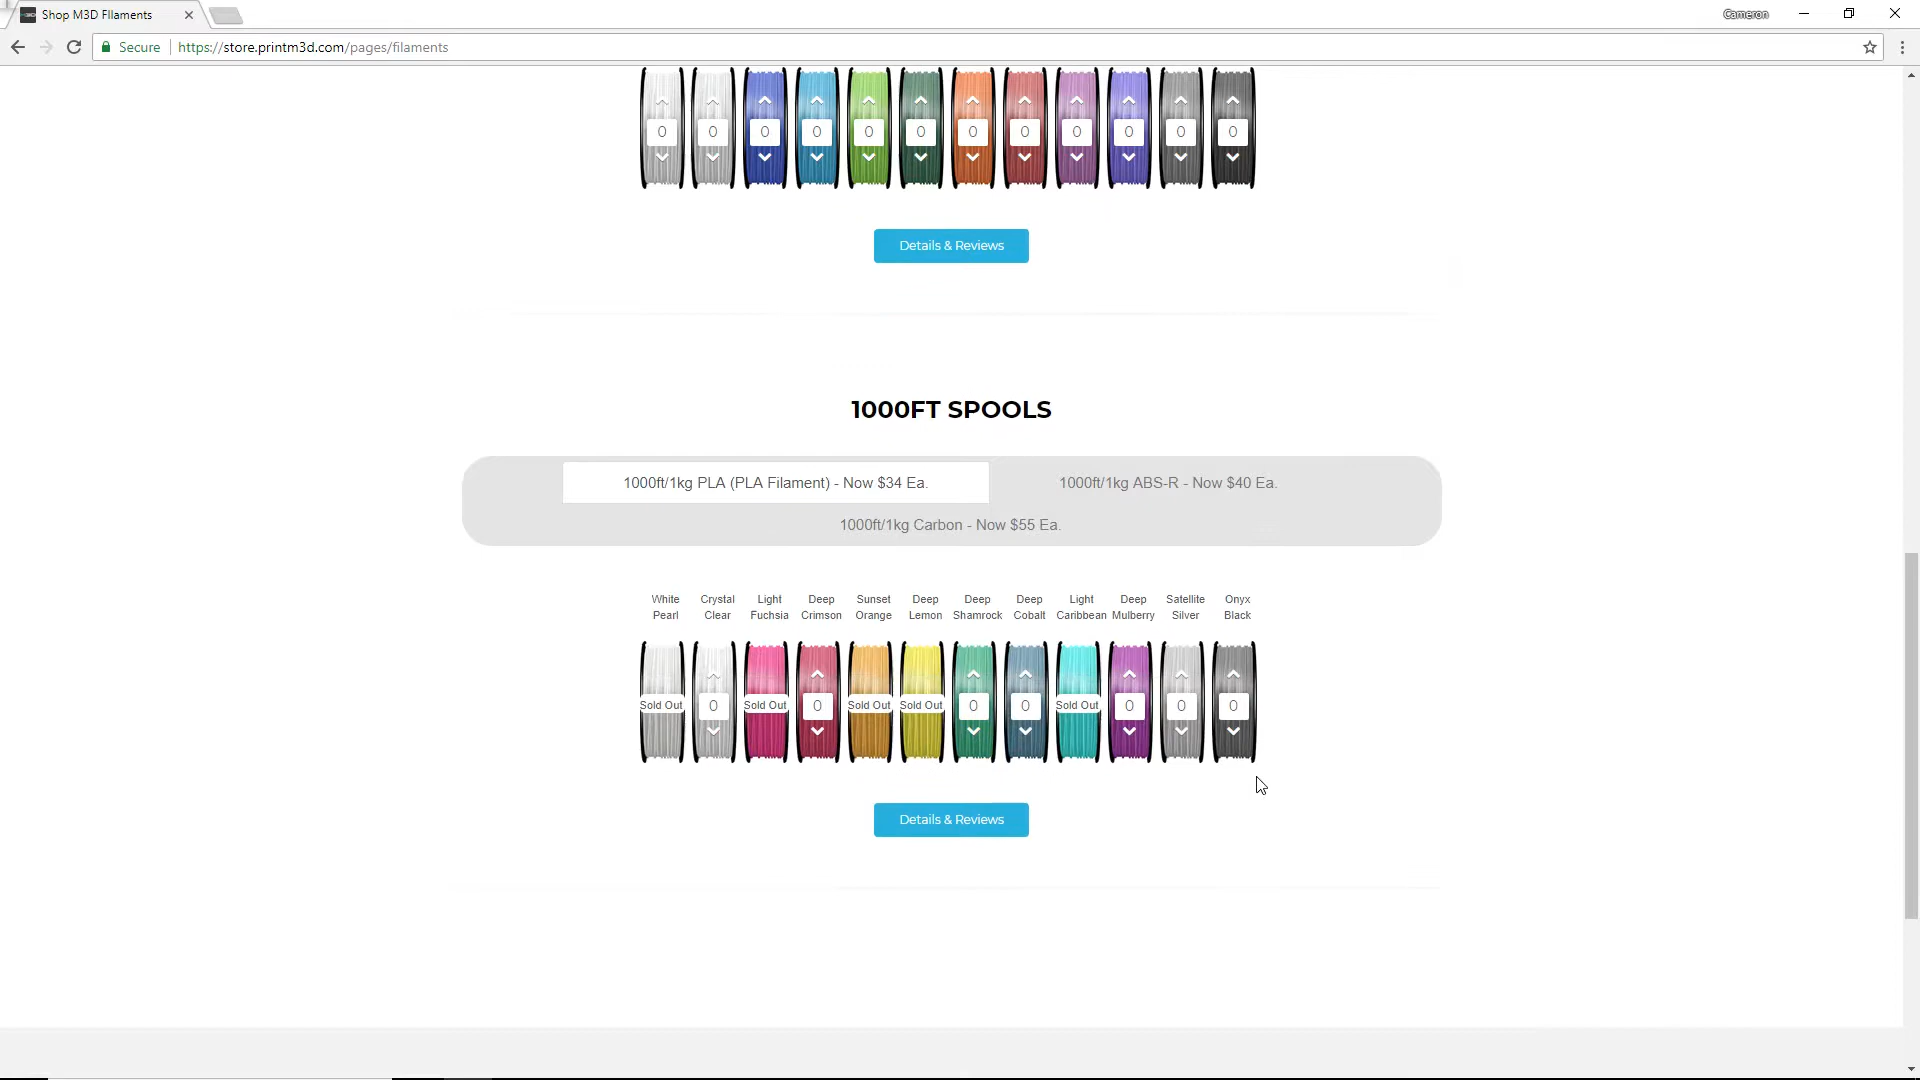 Shop M3D FIlaments
Cameron
Secure
https://store.printm3d.com/pages/filaments
0 0 0 0 0 0 0 0 0 0 0 0
Details & Reviews
1000FT SPOOLS
1000ft/1kg PLA (PLA Filament) - Now $34 Ea.
1000ft/1kg ABS-R - Now $40 Ea.
1000ft/1kg Carbon - Now $55 Ea.
White Crystal Light Deep Sunset Deep Deep Deep Light Deep Satellite Onyx
Pearl Clear Fuchsia Crimson Orange Lemon Shamrock Cobalt Caribbean Mulberry Silver Black
Sold Out 0 Sold Out 0 Sold Out Sold Out 0 0 Sold Out 0 0 0
Details & Reviews